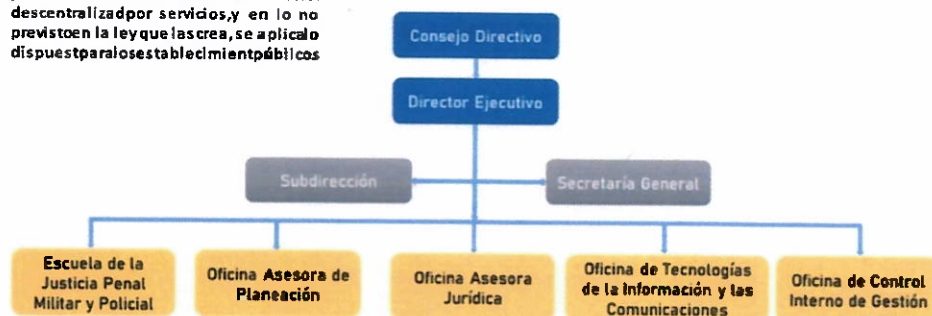 descentralizadpor servicios,y en lo no
previstoen la leyque lascrea,se aplicalo
dispuestparalosestablecimientpúblicos
Consejo Directivo
Director Ejecutivo
Subdirección
Secretaría General
Escuela de la
Justicia Penal
Militar y Policial
Oficina Asesora de
Planeación
Oficina Asesora
Jurídica
Oficina de Tecnologías
de la Información y las
Comunicaciones
Oficina de Control
Interno de Gestión